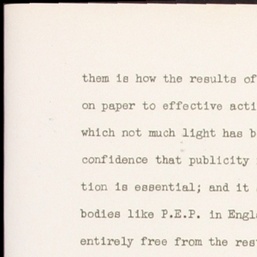 them is how the results of
on paper to effective acti
which not much light has b
confidence that publicity
tion is essential; and it
bodies like P.E.P. in Engl
entirely free from the res